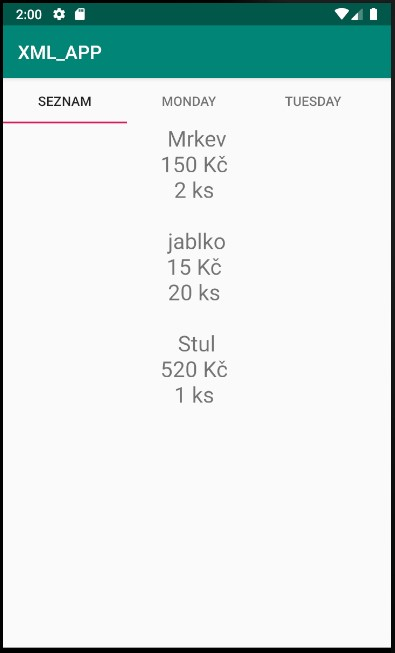 2:00
XML_APP
SEZNAM MONDAY TUESDAY
Mrkev
150 Kč
2 ks
jablko
15 Kč
20 ks
Stul
520 Kč
1 ks